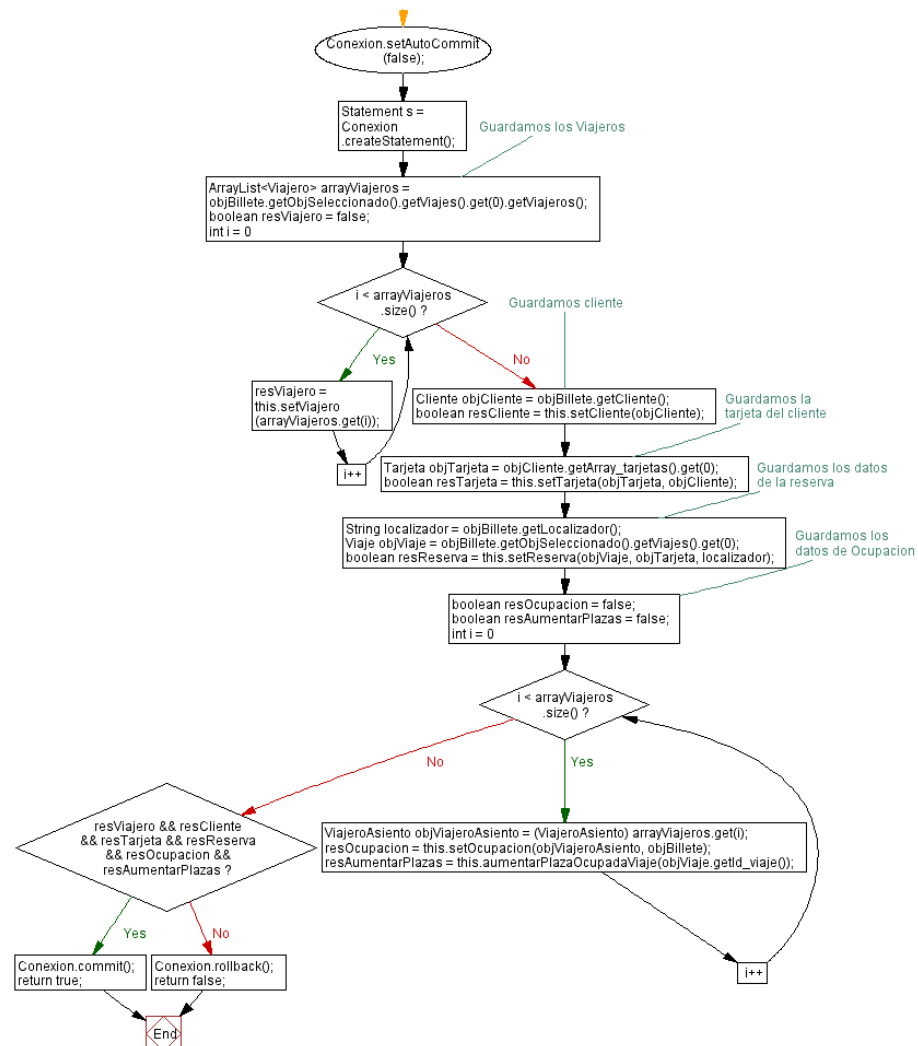 Conexion.setAutoCommit
(false);
Statement s =
Conexion
.createStatement();
Guardamos los Viajeros
ArrayList<Viajero> arrayViajeros =
objBillete.getObjSeleccionado().getViajes().get(0).getViajeros();
boolean resViajero = false;
int i = 0
i < arrayViajeros
.size() ?
Guardamos cliente
Yes
No
resViajero =
this.setViajero
(arrayViajeros.get(i));
i++
Cliente objCliente = objBillete.getCliente();
boolean resCliente = this.setCliente(objCliente);
Guardamos la
tarjeta del cliente
Tarjeta objTarjeta = objCliente.getArray_tarjetas().get(0);
boolean resTarjeta = this.setTarjeta(objTarjeta, objCliente);
Guardamos los datos
de la reserva
String localizador = objBillete.getLocalizador();
Viaje objViaje = objBillete.getObjSeleccionado().getViajes().get(0);
boolean resReserva = this.setReserva(objViaje, objTarjeta, localizador);
Guardamos los
datos de Ocupacion
boolean resOcupacion = false;
boolean resAumentarPlazas = false;
int i = 0
i < arrayViajeros
.size() ?
No
Yes
resViajero && resCliente
&& resTarjeta && resReserva
&& resOcupacion &&
resAumentarPlazas ?
ViajeroAsiento objViajeroAsiento = (ViajeroAsiento) arrayViajeros.get(i);
resOcupacion = this.setOcupacion(objViajeroAsiento, objBillete);
resAumentarPlazas = this.aumentarPlazaOcupadaViaje(objViaje.getId_viaje());
Yes
No
i++
Conexion.commit();
return true;
Conexion.rollback();
return false;
End